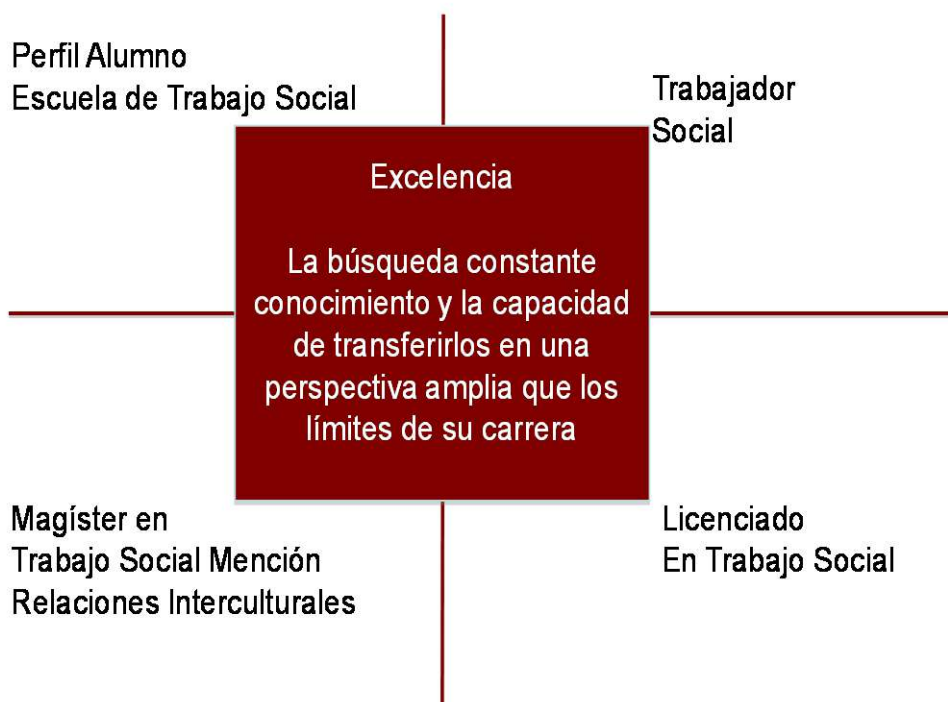 Perfil Alumno
Escuela de Trabajo Social
Trabajador
Social
Excelencia
La búsqueda constante
conocimiento y la capacidad
de transferirlos en una
perspectiva amplia que los
límites de su carrera
Magíster en
Trabajo Social Mención
Relaciones Interculturales
Licenciado
En Trabajo Social